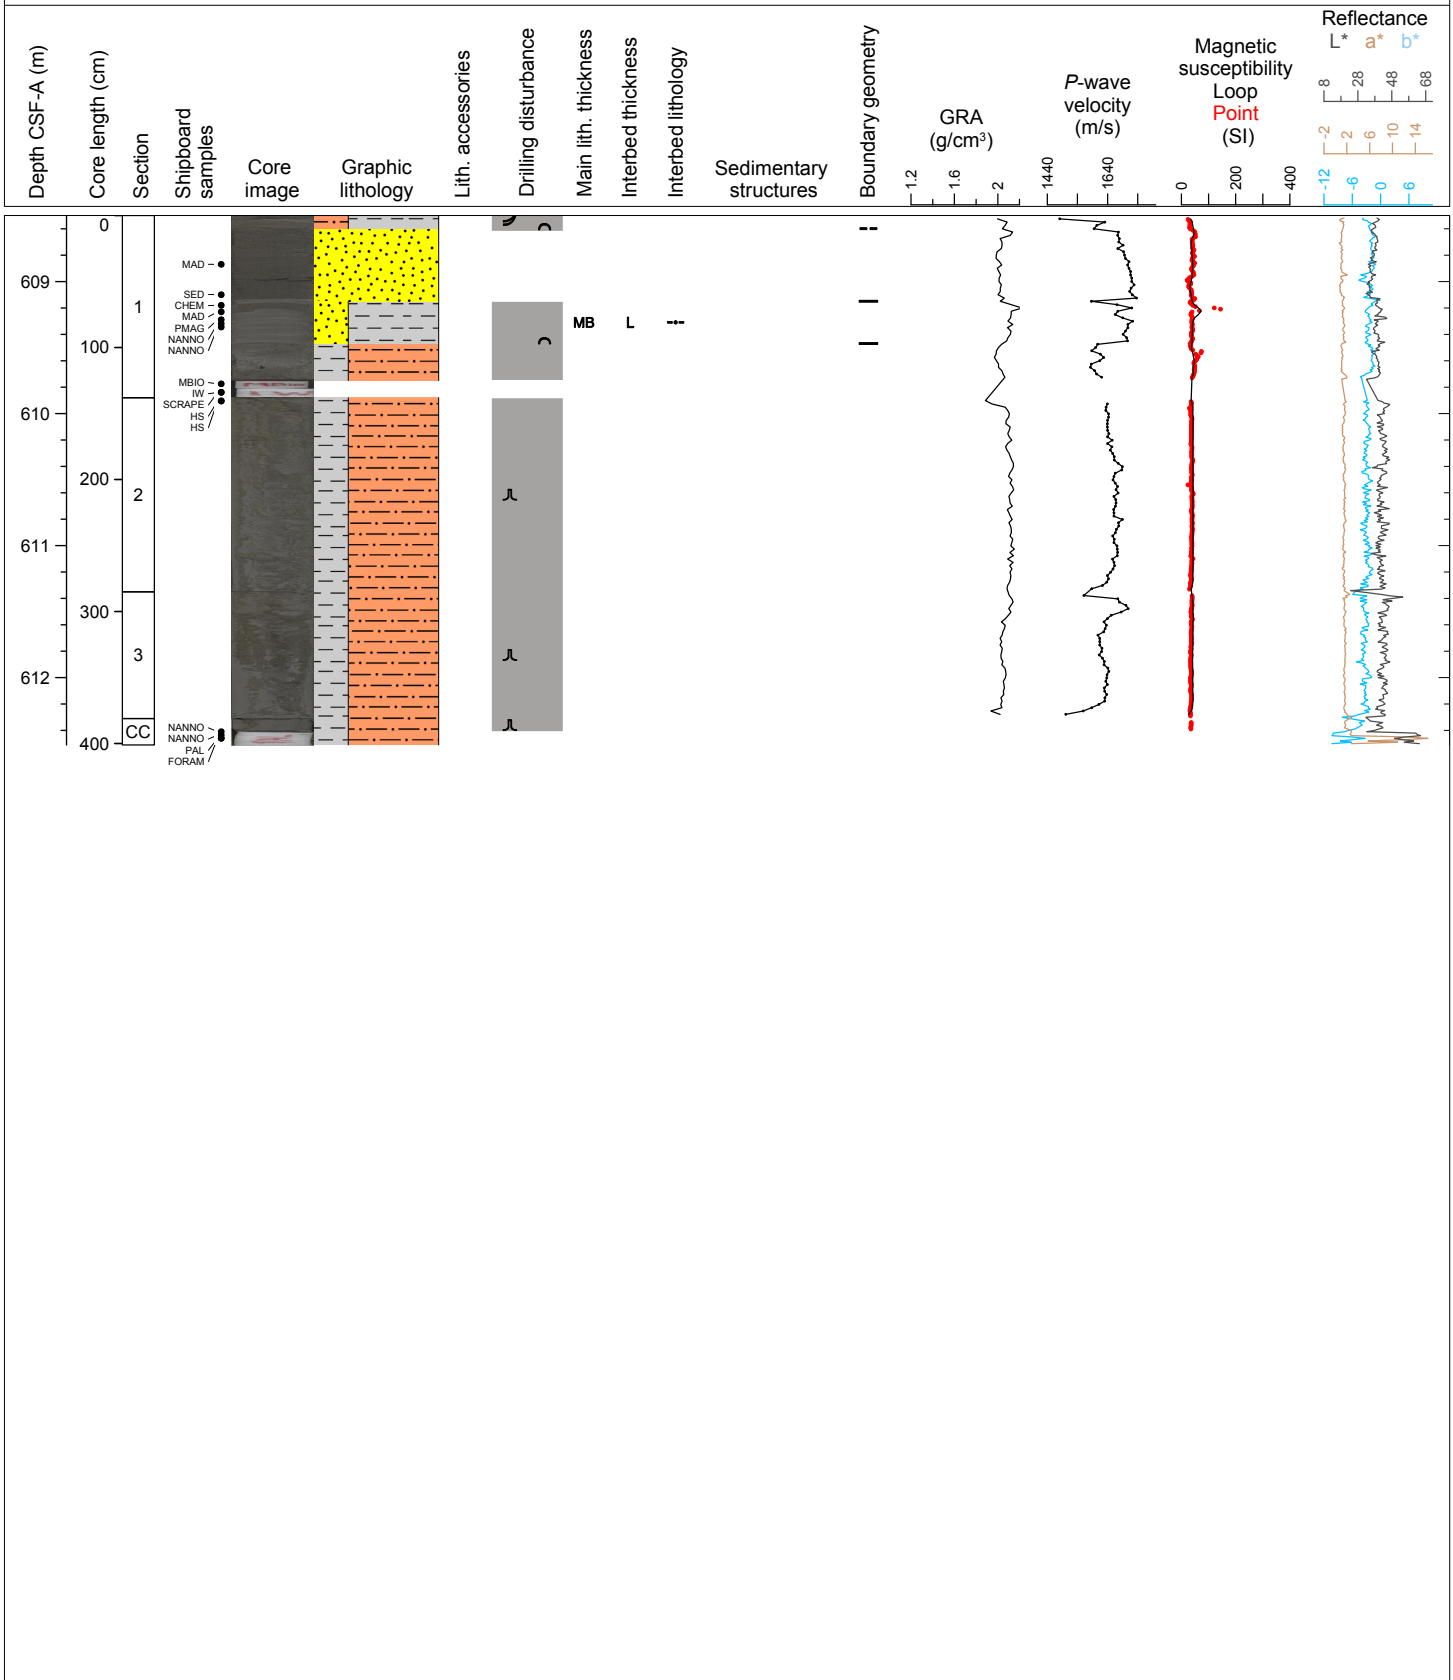 Depth CSF-A (m)
Core length (cm)
Section
Shipboard
samples
Core
image
Graphic
lithology
Lith. accessories
Drilling disturbance
Main lith. thickness
Interbed thickness
Interbed lithology
Sedimentary
structures
Boundary geometry
GRA
(g/cm³)
1.2
1.6
2
P-wave
velocity
(m/s)
1440
1640
Magnetic
susceptibility
Loop
Point
(SI)
0
200
400
Reflectance
L* a* b*
8
28
48
68
-2
2
6
10
14
-12
-6
0
6
609
610
611
612
0
100
200
300
400
1
2
3
CC
MAD
SED
CHEM
MAD
PMAG
NANNO
NANNO
MBIO
IW
SCRAPE
HS
HS
NANNO
NANNO
PAL
FORAM
MB
L